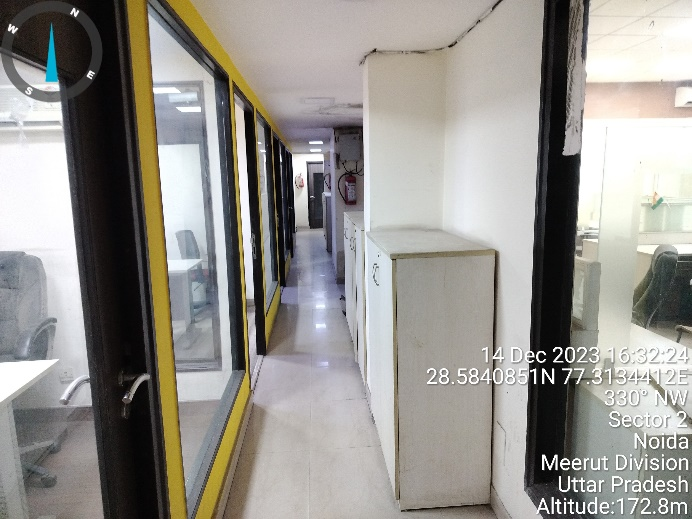 N
W
E
S
14 Dec 2023 16:32:24
28.5840851N 77.3134412E
330° NW
Sector 2
Noida
Meerut Division
Uttar Pradesh
Altitude:172.8m